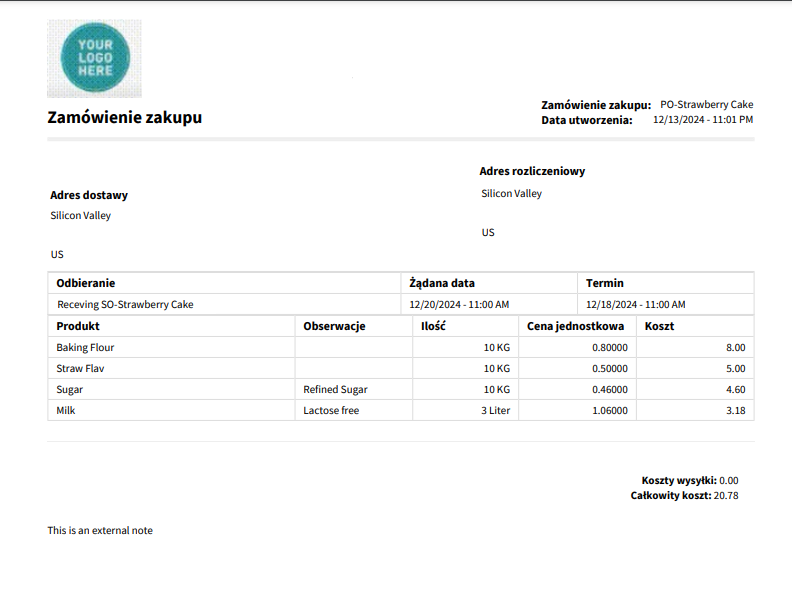 YOUR
LOGO
HERE
Zamówienie zakupu
Zamówienie zakupu: PO-Strawberry Cake
Data utworzenia: 12/13/2024 - 11:01 PM
Adres rozliczeniowy
Silicon Valley
US
Adres dostawy
Silicon Valley
US
Odbieranie Żądana data Termin
Receving SO-Strawberry Cake 12/20/2024 - 11:00 AM 12/18/2024 - 11:00 AM
Produkt Obserwacje Ilość Cena jednostkowa Koszt
Baking Flour 10 KG 0.80000 8.00
Straw Flav 10 KG 0.50000 5.00
Sugar Refined Sugar 10 KG 0.46000 4.60
Milk Lactose free 3 Liter 1.06000 3.18
Koszty wysyłki: 0.00
Całkowity koszt: 20.78
This is an external note